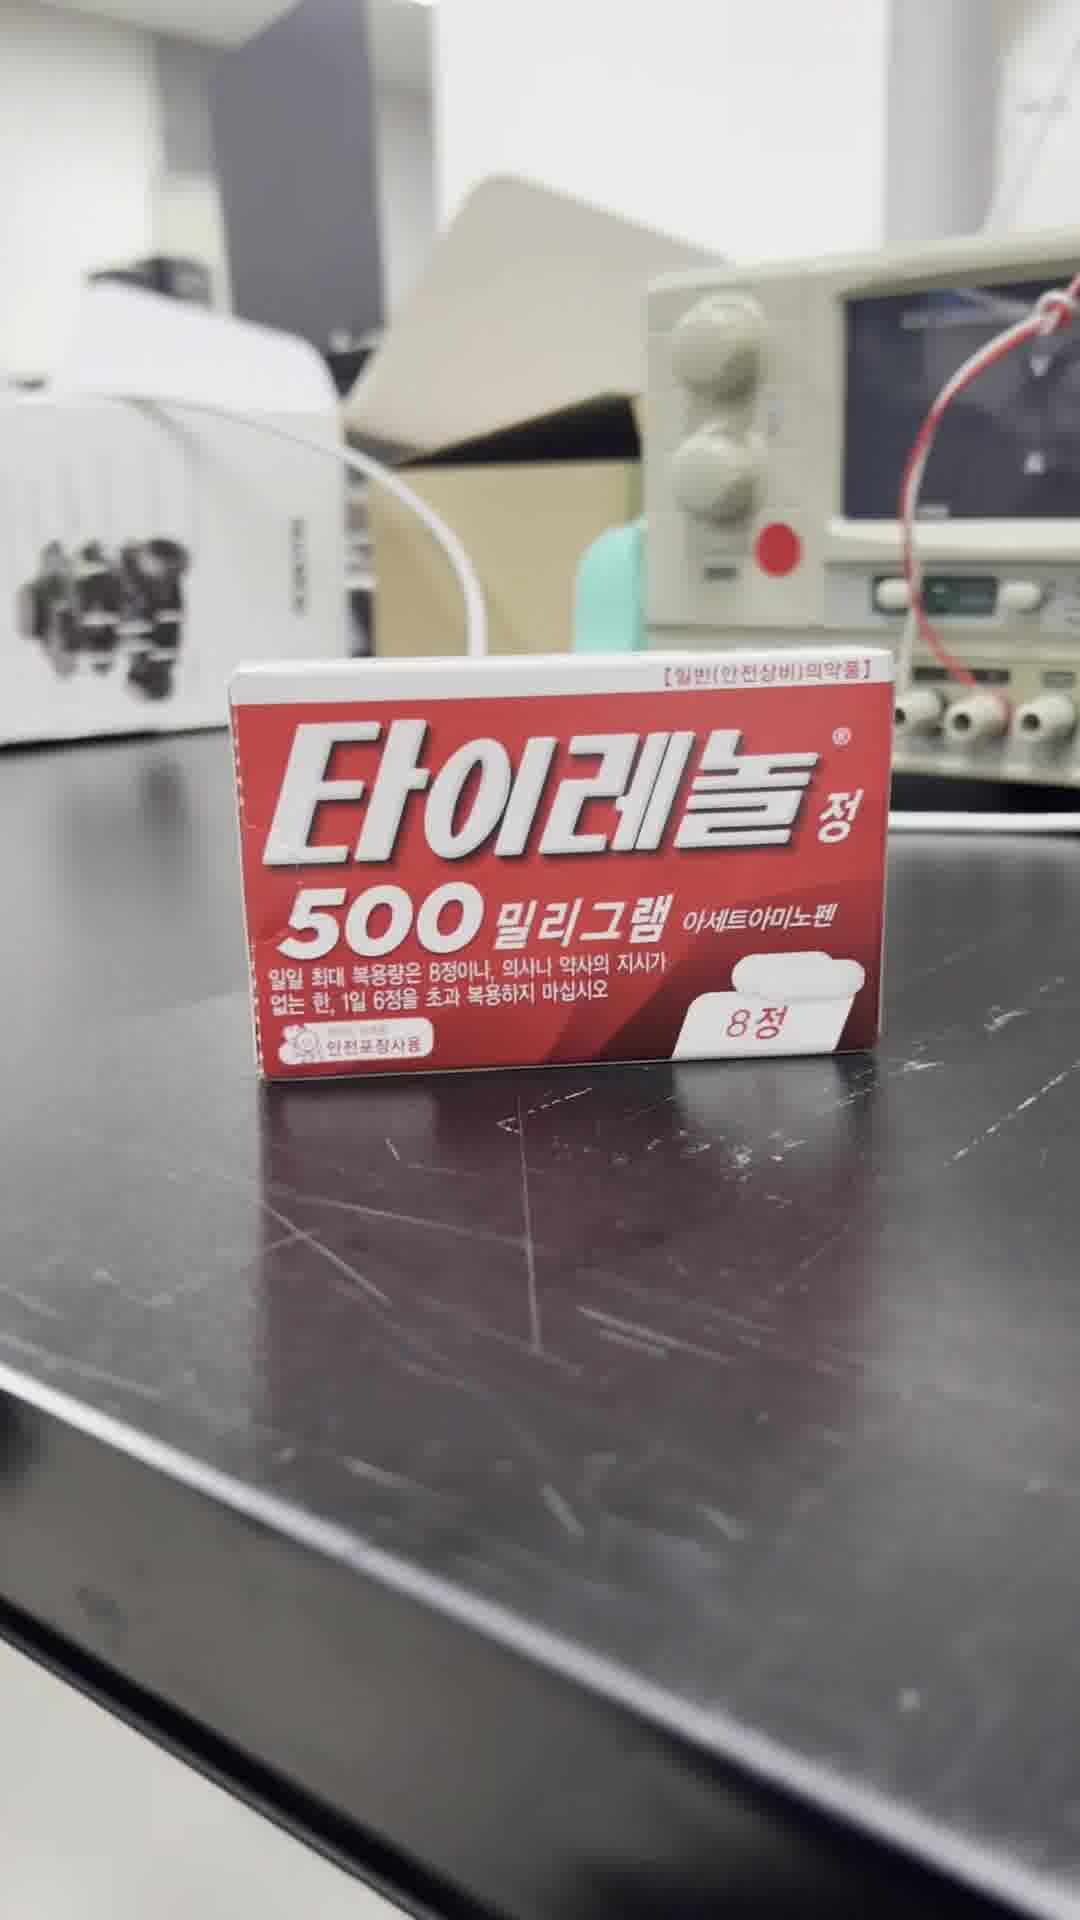 [일반(안전상비)의약품]
타이레놀® 정
500 밀리그램 아세트아미노펜
일일 최대 복용량은 8정이나, 의사나 약사의 지시가
없는 한, 1일 6정을 초과 복용하지 마십시오
안전포장사용
8정
V
A